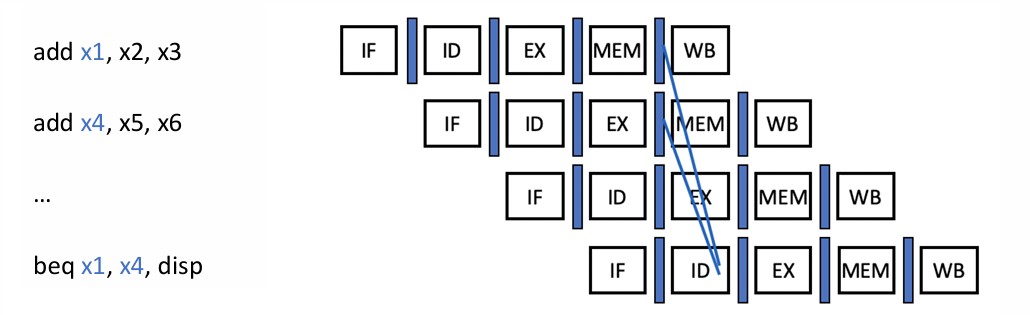 add x1, x2, x3 IF ID EX MEM WB
add x4, x5, x6 IF ID EX MEM WB
... IF ID EX MEM WB
beq x1, x4, disp IF ID EX MEM WB